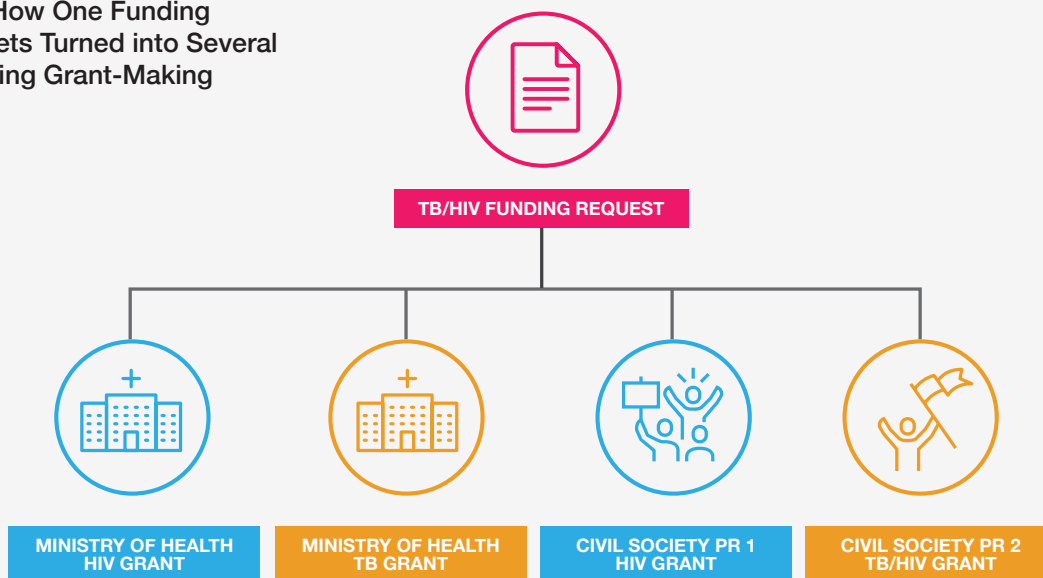 How One Funding
ets Turned into Several
ing Grant-Making
TB/HIV FUNDING REQUEST
MINISTRY OF HEALTH
HIV GRANT
MINISTRY OF HEALTH
TB GRANT
CIVIL SOCIETY PR 1
HIV GRANT
CIVIL SOCIETY PR 2
TB/HIV GRANT